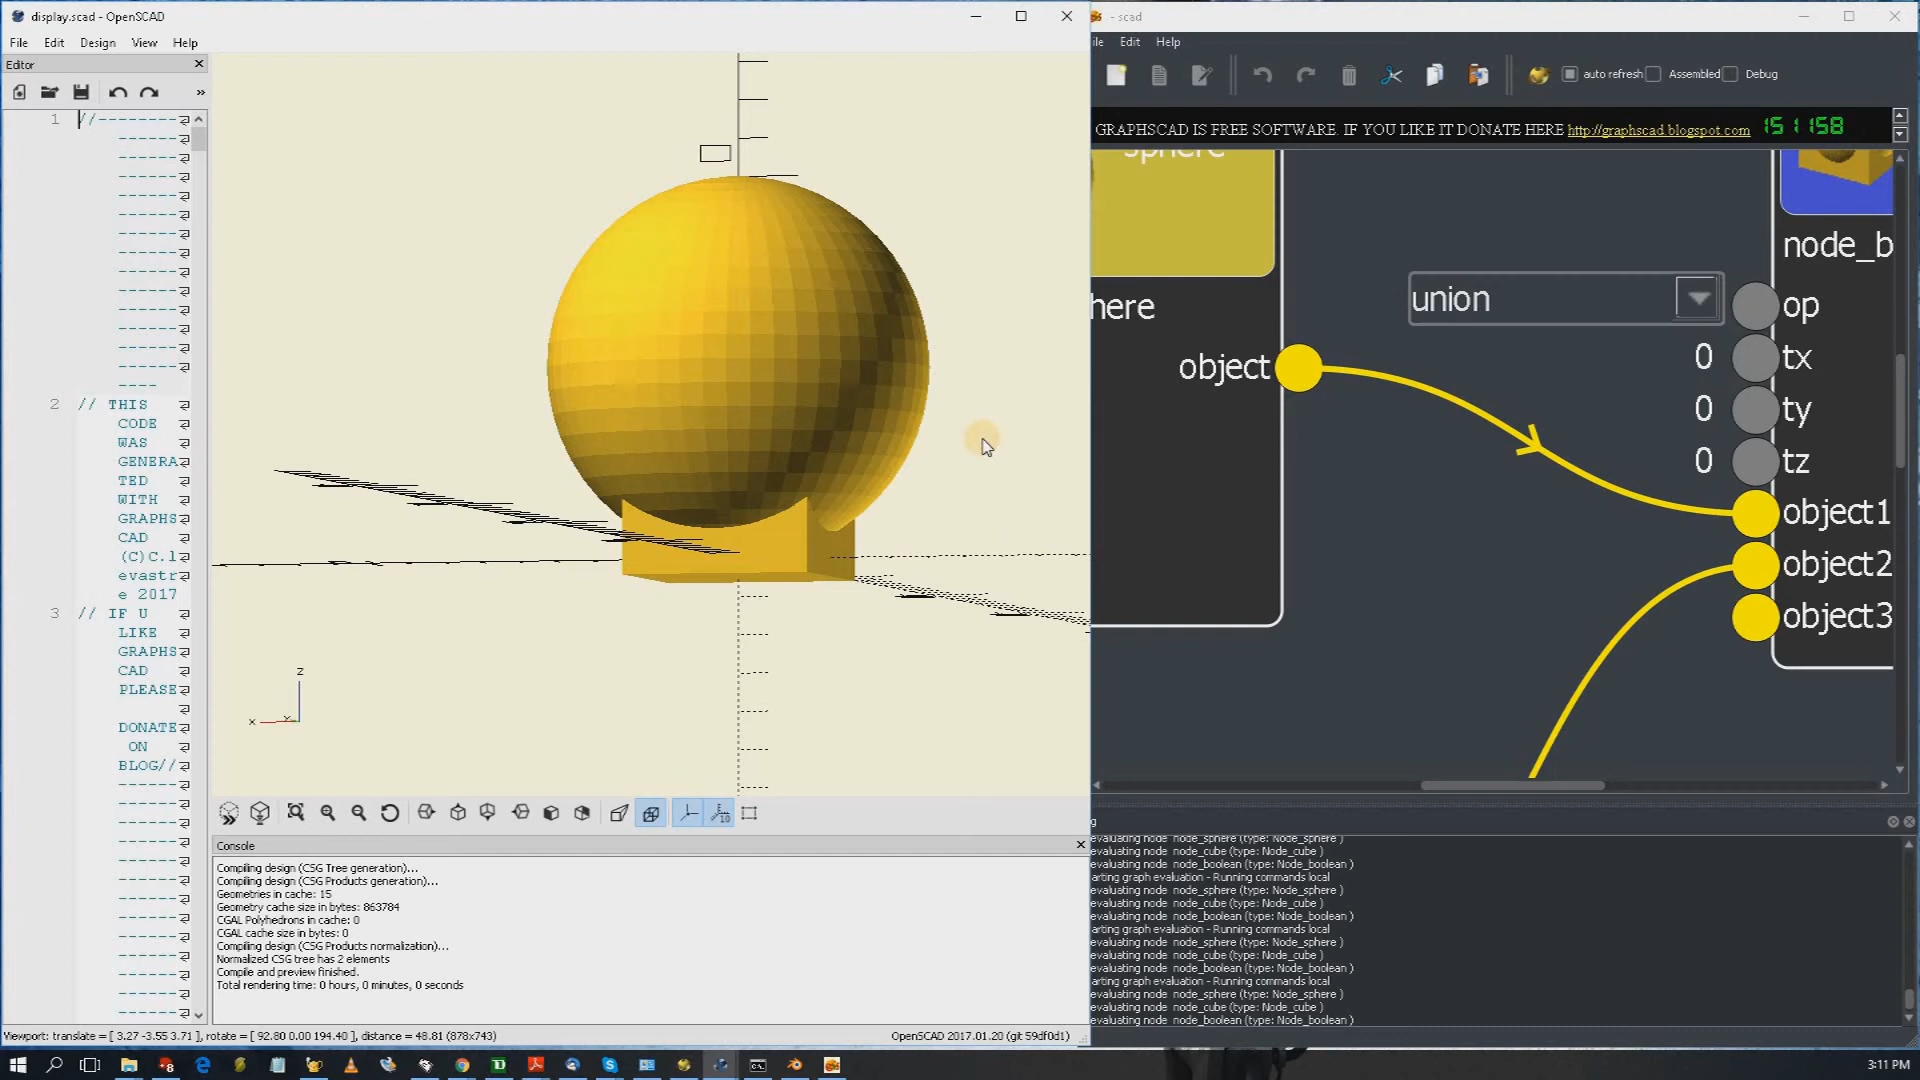 display.scad - OpenSCAD
File Edit Design View Help
Editor
»
1 //--------
------
------
------
------
------
------
------
------
------
------
------
------
------
----
2 // THIS
CODE
WAS
GENERA
TED
WITH
GRAPHS
CAD
(C)C.l
evastr
e 2017
3 // IF U
LIKE
GRAPHS
CAD
PLEASE
DONATE
ON
BLOG//
------
------
------
------
------
------
------
------
------
------
------
------
------
z
x
10
Console
Compiling design (CSG Tree generation)...
Compiling design (CSG Products generation)...
Geometries in cache: 15
Geometry cache size in bytes: 863784
CGAL Polyhedrons in cache: 0
CGAL cache size in bytes: 0
Compiling design (CSG Products normalization)...
Normalized CSG tree has 2 elements
Compile and preview finished.
Total rendering time: 0 hours, 0 minutes, 0 seconds
Viewport: translate = [ 3.27 -3.55 3.71 ], rotate = [ 92.80 0.00 194.40 ], distance = 48.81 (878x743)
OpenSCAD 2017.01.20 (git 59df0d1)
- scad
ile Edit Help
auto refresh Assembled Debug
GRAPHSCAD IS FREE SOFTWARE. IF YOU LIKE IT DONATE HERE http://graphscad.blogspot.com 151158
sphere
here
object
node_b
union
op
0 tx
0 ty
0 tz
object1
object2
object3
g
evaluating node node_sphere (type: Node_sphere )
evaluating node node_cube (type: Node_cube )
evaluating node node_boolean (type: Node_boolean )
arting graph evaluation - Running commands local
evaluating node node_sphere (type: Node_sphere )
evaluating node node_cube (type: Node_cube )
evaluating node node_boolean (type: Node_boolean )
arting graph evaluation - Running commands local
evaluating node node_sphere (type: Node_sphere )
evaluating node node_cube (type: Node_cube )
evaluating node node_boolean (type: Node_boolean )
arting graph evaluation - Running commands local
evaluating node node_sphere (type: Node_sphere )
evaluating node node_cube (type: Node_cube )
evaluating node node_boolean (type: Node_boolean )
3:11 PM